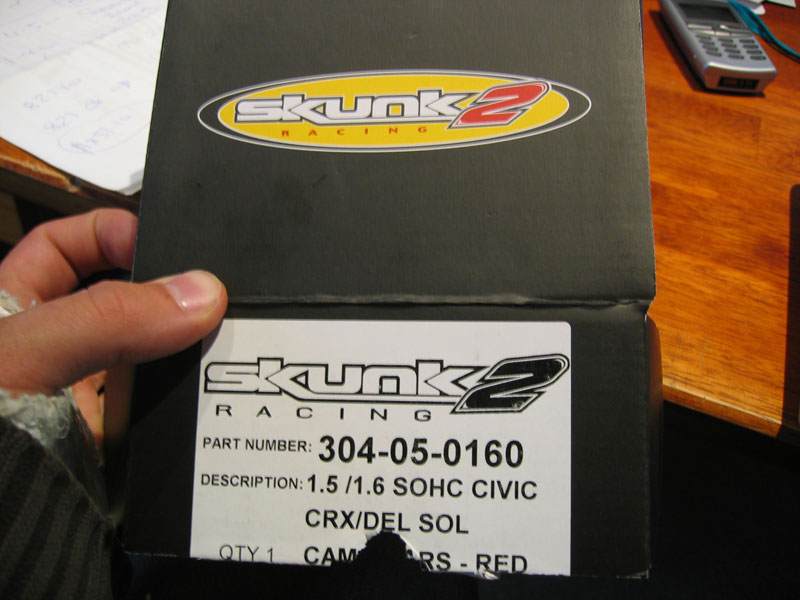 skunk2
RACING
skunk2
RACING
PART NUMBER: 304-05-0160
DESCRIPTION: 1.5 /1.6 SOHC CIVIC
CRX/DEL SOL
QTY 1 - RED